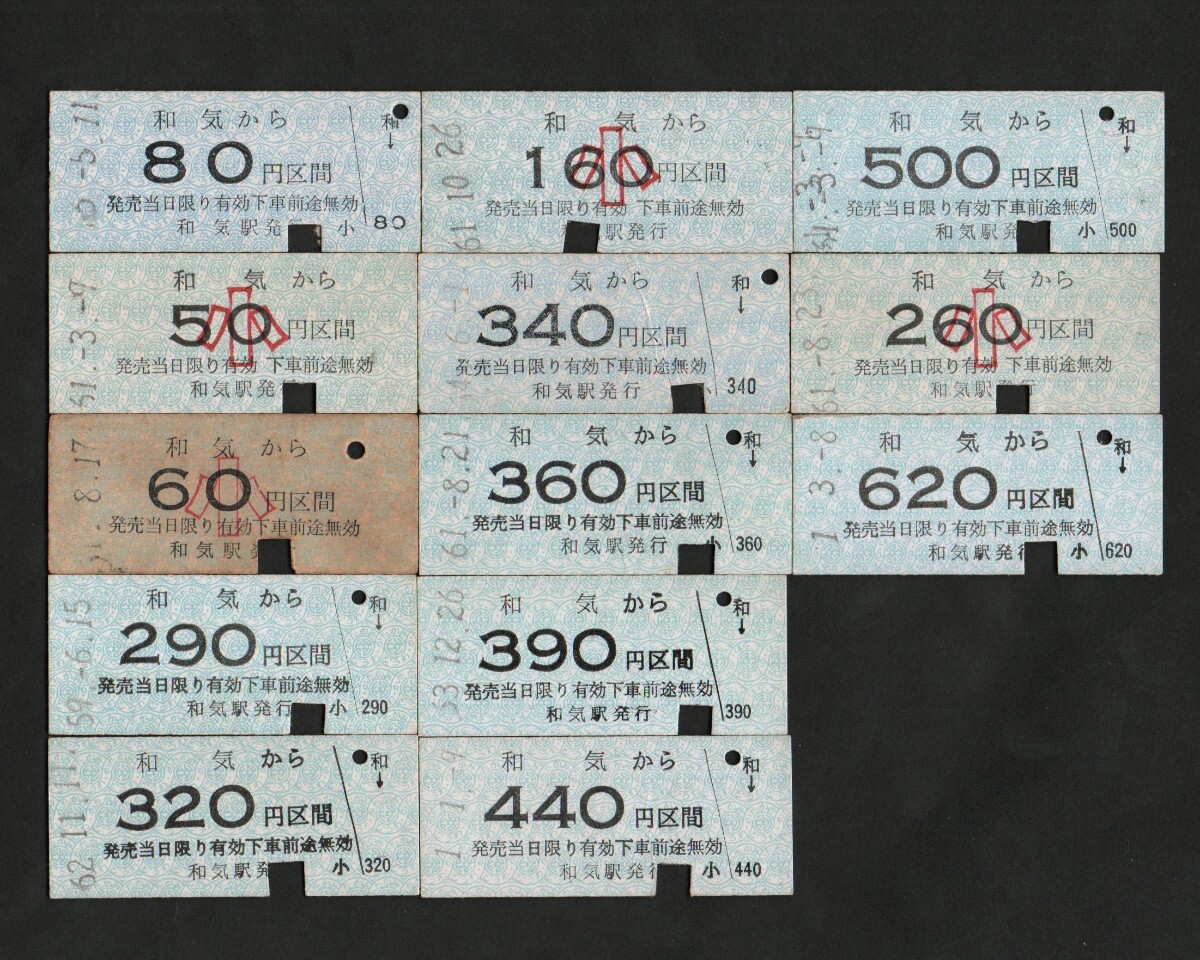 -5.11
和気から
和
↓
80円区間
発売当日限り有効下車前途無効
和気駅発
小
80
61 10 26
和気から
小
160円区間
発売当日限り有効 下車前途無効
駅発行
-3.-9
和気から
和
↓
500円区間
発売当日限り有効下車前途無効
和気駅発
小
500
61.-3.-9
和気から
小
50円区間
発売当日限り有効 下車前途無効
和気駅発
和気から
和
↓
340円区間
発売当日限り有効下車前途無効
和気駅発行
340
61.-8.23
和気から
小
260円区間
発売当日限り有効 下車前途無効
和気駅発行
8.17
和気から
小
60円区間
発売当日限り有効下車前途無効
和気駅
61.-8.21
和気から
和
↓
360円区間
発売当日限り有効下車前途無効
和気駅発行
小
360
1.-3.-8
和気から
和
↓
620円区間
発売当日限り有効下車前途無効
和気駅発
小
620
59.-6.15
和気から
和
↓
290円区間
発売当日限り有効下車前途無効
和気駅発行
小
290
12.26
和気から
和
↓
390円区間
発売当日限り有効下車前途無効
和気駅発行
390
62 11.11
和気から
和
↓
320円区間
発売当日限り有効下車前途無効
和気駅発
小
320
1.-1.-9
和気から
和
↓
440円区間
発売当日限り有効下車前途無効
和気駅発行
小
440